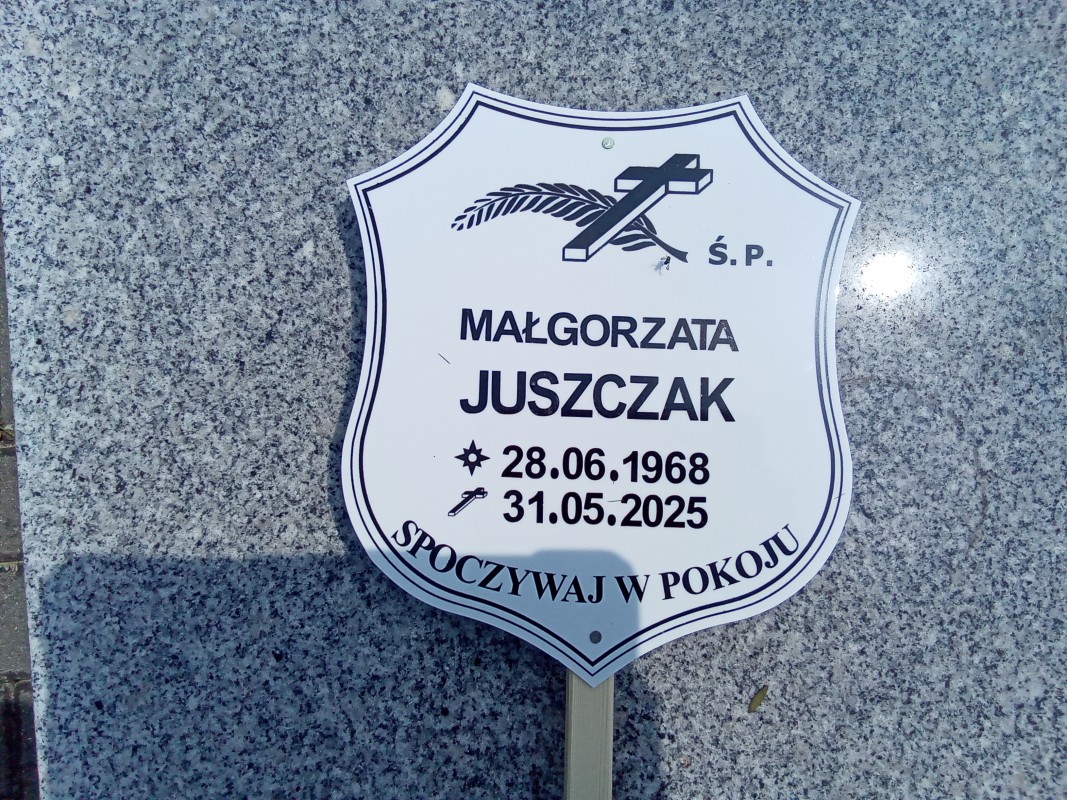 Ś.P.
MAŁGORZATA
JUSZCZAK
28.06.1968
31.05.2025
SPOCZYWAJ W POKOJU